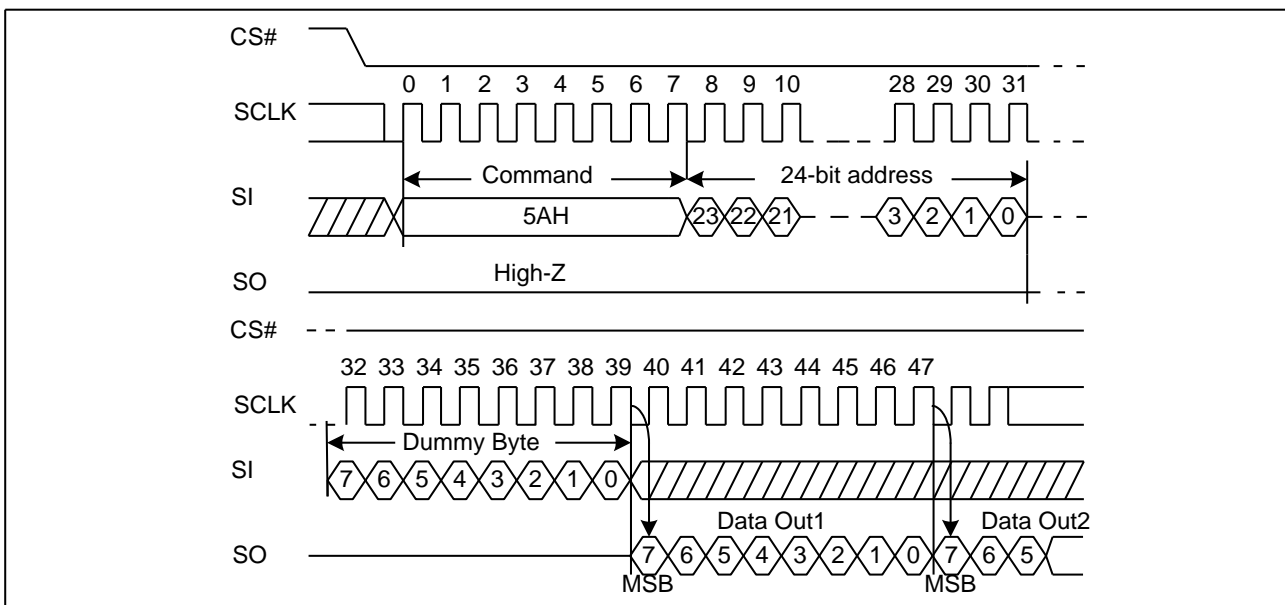 CS#
0 1 2 3 4 5 6 7 8 9 10 28 29 30 31
SCLK
Command 24-bit address
SI
5AH 23 22 21 3 2 1 0
High-Z
SO
CS#
32 33 34 35 36 37 38 39 40 41 42 43 44 45 46 47
SCLK
Dummy Byte
SI
7 6 5 4 3 2 1 0
Data Out1 Data Out2
SO
7 6 5 4 3 2 1 0 7 6 5
MSB MSB